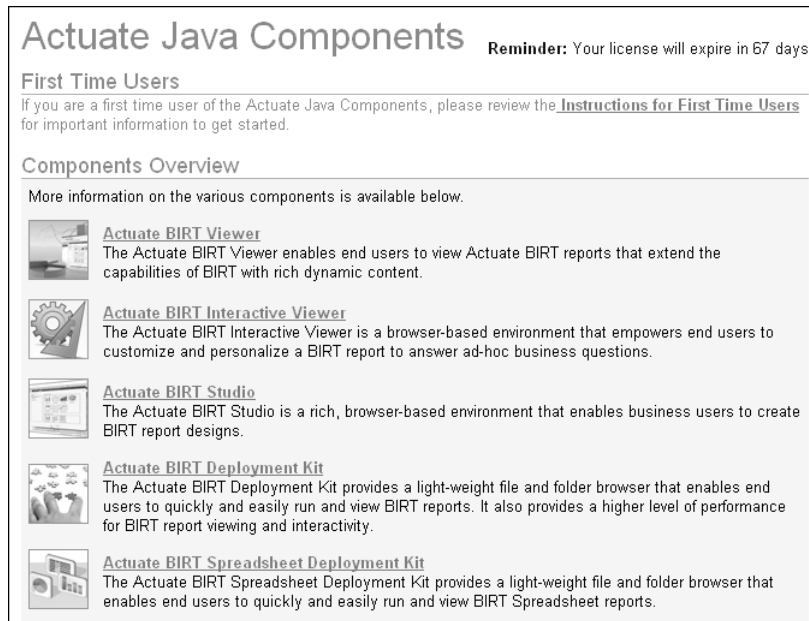 Actuate Java Components Reminder: Your license will expire in 67 days
First Time Users
If you are a first time user of the Actuate Java Components, please review the Instructions for First Time Users
for important information to get started.
Components Overview
More information on the various components is available below.
Actuate BIRT Viewer
The Actuate BIRT Viewer enables end users to view Actuate BIRT reports that extend the
capabilities of BIRT with rich dynamic content.
Actuate BIRT Interactive Viewer
The Actuate BIRT Interactive Viewer is a browser-based environment that empowers end users to
customize and personalize a BIRT report to answer ad-hoc business questions.
Actuate BIRT Studio
The Actuate BIRT Studio is a rich, browser-based environment that enables business users to create
BIRT report designs.
Actuate BIRT Deployment Kit
The Actuate BIRT Deployment Kit provides a light-weight file and folder browser that enables end
users to quickly and easily run and view BIRT reports. It also provides a higher level of performance
for BIRT report viewing and interactivity.
Actuate BIRT Spreadsheet Deployment Kit
The Actuate BIRT Spreadsheet Deployment Kit provides a light-weight file and folder browser that
enables end users to quickly and easily run and view BIRT Spreadsheet reports.